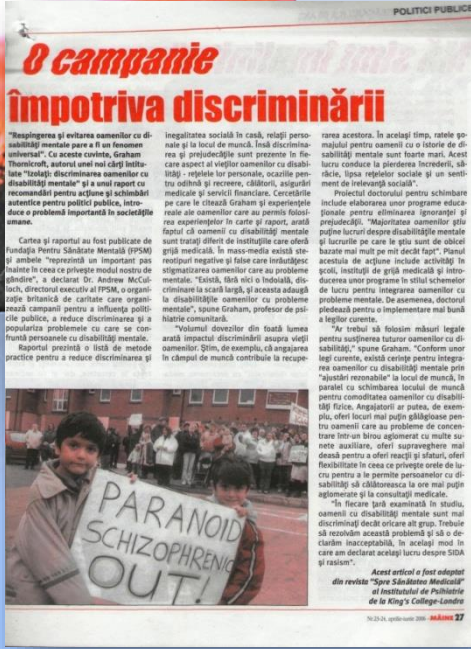 POLITICI PUBLICE
O campanie
împotriva discriminării
"Respingerea și evitarea oamenilor cu di-
sabilități mentale pare a fi un fenomen
universal". Cu aceste cuvinte, Graham
Thornicroft, autorul unei noi cărți intitu-
late "Izolați: discriminarea oamenilor cu
disabilități mentale" și a unui raport cu
recomandări pentru acțiune și schimbări
autentice pentru politici publice, intro-
duce o problemă importantă în societățile
umane.
Cartea și raportul au fost publicate de
Fundația Pentru Sănătate Mentală (FPSM)
și ambele "reprezintă un important pas
înainte în ceea ce privește modul nostru de
gândire", a declarat Dr. Andrew McCul-
loch, directorul executiv al FPSM, o organi-
zație britanică de caritate care organi-
zează campanii pentru a influența politi-
cile publice, a reduce discriminarea și a
populariza problemele cu care se con-
fruntă persoanele cu disabilități mentale.
Raportul prezintă o listă de metode
practice pentru a reduce discriminarea și
inegalitatea socială în casă, relații perso-
nale și la locul de muncă. Însă discrimina-
rea și prejudecățile sunt prezente în fie-
care aspect al vieților oamenilor cu disabi-
lități - rețelele lor personale, ocaziile
pentru odihnă și recreere, călătorii, asigurări
medicale și servicii financiare. Cercetările
pe care le citează Graham și experiențele
reale ale oamenilor care au permis folosi-
rea experiențelor în carte și raport, arată
faptul că oamenii cu disabilități mentale
sunt tratați diferit de instituțiile care oferă
grijă medicală. În mass-media există ste-
reotipuri negative și false care înrăutățesc
stigmatizarea oamenilor care au probleme
mentale. "Există, fără nici o îndoială, dis-
criminare la scară largă, și aceasta adaugă
la disabilitățile oamenilor cu probleme
mentale", spune Graham, profesor de psi-
hiatrie comunitară.
"Volumul dovezilor din toată lumea
arată impactul discriminării asupra vieții
oamenilor. Știm, de exemplu, că angajarea
în câmpul de muncă contribuie la recupe-
rarea acestora. În același timp, ratele șo-
majului pentru oamenii cu o istorie de di-
sabilități mentale sunt foarte mari. Acest
lucru conduce la pierderea încrederii, să-
răcie, lipsa rețelelor sociale și un senti-
ment de irelevanță socială".
Proiectul doctorului pentru schimbare
include elaborarea unor programe educa-
ționale pentru eliminarea ignoranței și
prejudecății. "Majoritatea oamenilor știu
puține lucruri despre disabilitățile mentale
și lucrurile pe care le știu sunt de obicei
bazate mai mult pe mit decât fapt". Planul
acestuia de acțiune include activități în
școli, instituții de grijă medicală și intro-
ducerea unor programe în stilul schemelor
de lucru pentru integrarea oamenilor cu
probleme mentale. De asemenea, doctorul
pledează pentru o implementare mai bună
a legilor curente.
"Ar trebui să folosim măsuri legale
pentru susținerea tuturor oamenilor cu di-
sabilități," spune Graham. "Conform unor
legi curente, există cerințe pentru integra-
rea oamenilor cu disabilități mentale prin
"ajustări rezonabile" la locul de muncă, în
paralel cu schimbarea locului de muncă
pentru comoditatea oamenilor cu disabili-
tăți fizice. Angajatorii ar putea, de exem-
plu, oferi locuri mai puțin gălăgioase pen-
tru oamenii care au probleme de concen-
trare într-un birou aglomerat cu multe su-
nete auxiliare, oferi supraveghere mai
deasă pentru a oferi reacții și sfaturi, oferi
flexibilitate în ceea ce privește orele de lu-
cru pentru a le permite persoanelor cu di-
sabilități să călătorească la ore mai puțin
aglomerate și la consultații medicale.
"În fiecare țară examinată în studiu,
oamenii cu disabilități mentale sunt mai
discriminați decât oricare alt grup. Trebuie
să rezolvăm această problemă și să o de-
clarăm inacceptabilă, în același mod în
care am declarat același lucru despre SIDA
și rasism".
Acest articol a fost adaptat
din revista "Spre Sănătatea Medicală"
al Institutului de Psihiatrie
de la King's College-Londra
PARANOID
SCHIZOPHRENIC
OUT!
Nr.23-24, aprilie-iunie 2006 - MÂINE 27